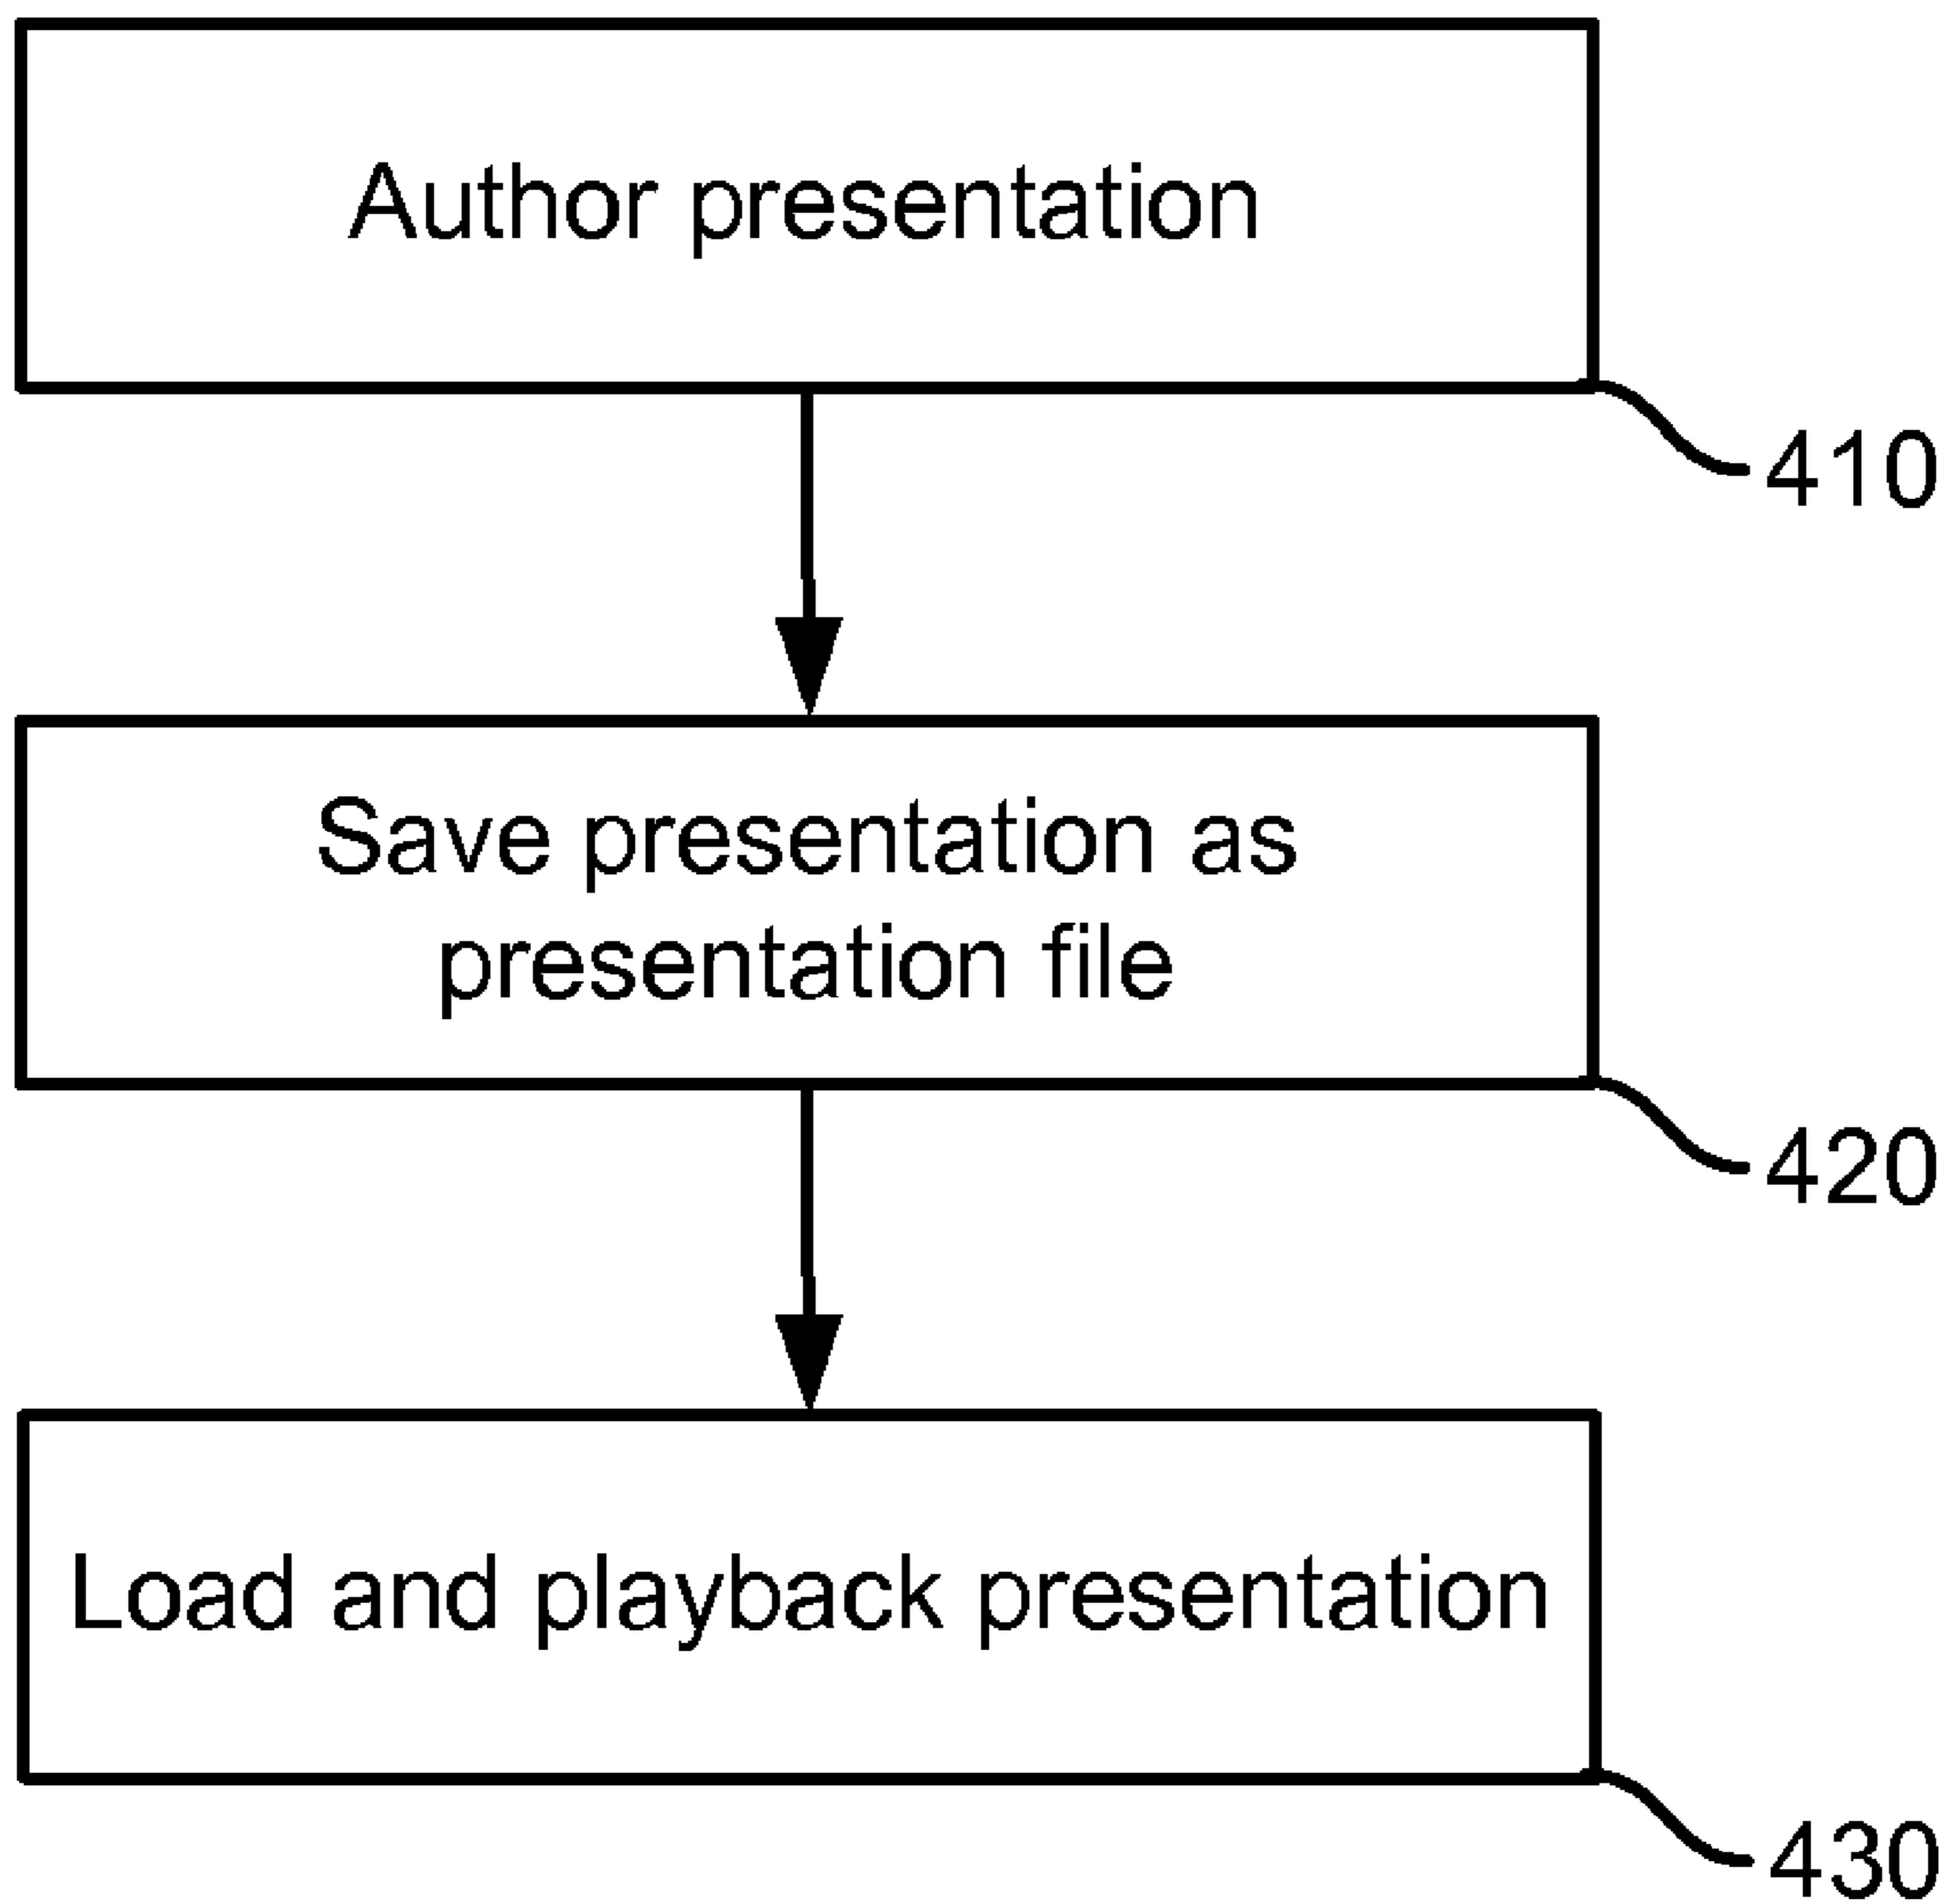 Author presentation
410
Save presentation as
presentation file
420
Load and playback presentation
430